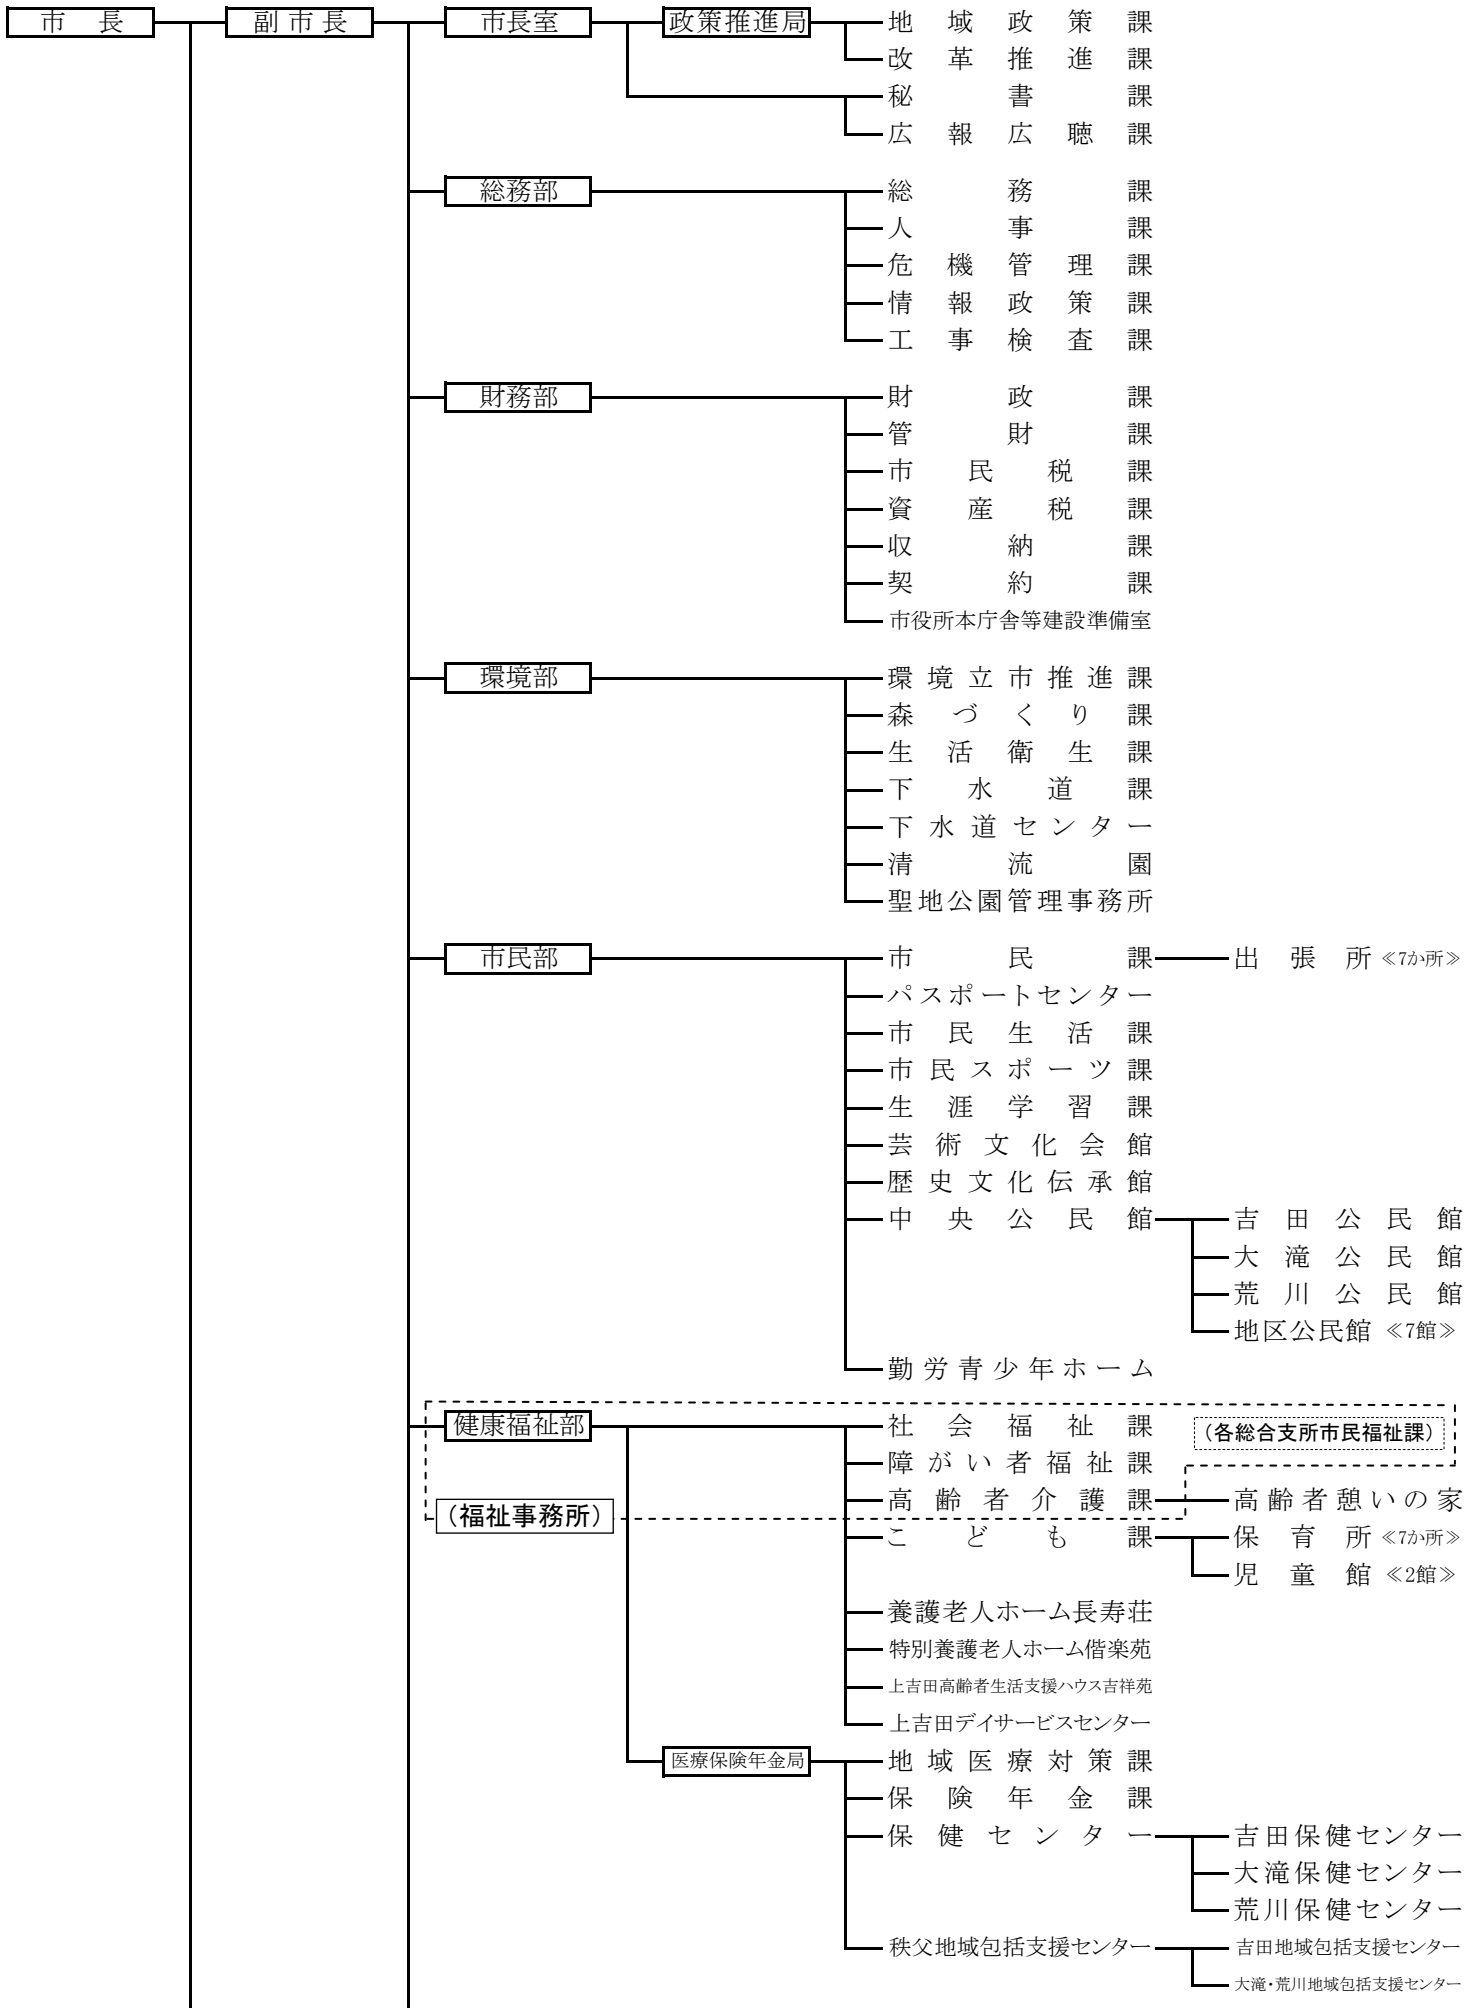 市長 副市長 市長室 政策推進局 地域政策課
改革推進課
秘書課
広報広聴課
総務部 総務課
人事課
危機管理課
情報政策課
工事検査課
財務部 財政課
管財課
市民税課
資産税課
収納課
契約課
市役所本庁舎等建設準備室
環境部 環境立市推進課
森づくり課
生活衛生課
下水道課
下水道センター
清流園
聖地公園管理事務所
市民部 市民課 出張所 ≪7か所≫
パスポートセンター
市民生活課
市民スポーツ課
生涯学習課
芸術文化会館
歴史文化伝承館
中央公民館 吉田公民館
大滝公民館
荒川公民館
地区公民館 ≪7館≫
勤労青少年ホーム
健康福祉部 社会福祉課 (各総合支所市民福祉課)
障がい者福祉課
高齢者介護課 高齢者憩いの家
(福祉事務所)
こども課 保育所 ≪7か所≫
児童館 ≪2館≫
養護老人ホーム長寿荘
特別養護老人ホーム偕楽苑
上吉田高齢者生活支援ハウス吉祥苑
上吉田デイサービスセンター
医療保険年金局 地域医療対策課
保険年金課
保健センター 吉田保健センター
大滝保健センター
荒川保健センター
秩父地域包括支援センター 吉田地域包括支援センター
大滝・荒川地域包括支援センター